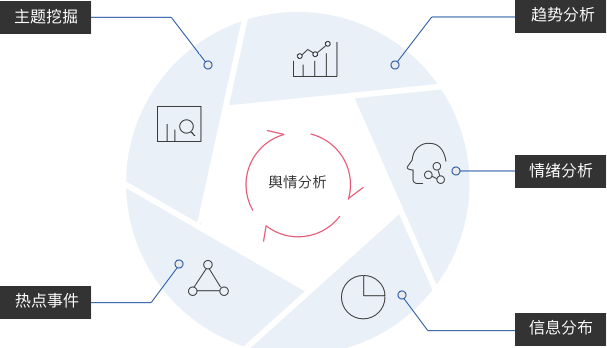 主题挖掘
趋势分析
舆情分析
情绪分析
热点事件
信息分布